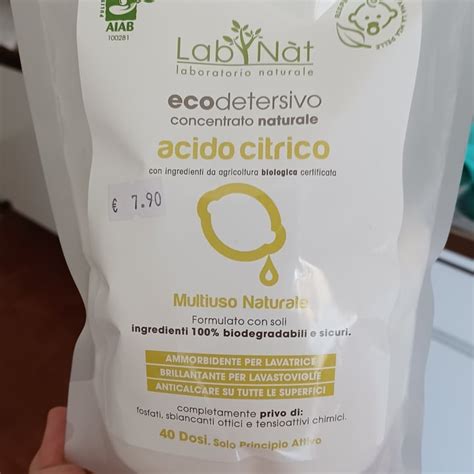 AIAB
100281
LabNàt
laboratorio naturale
ecodetersivo
concentrato naturale
acido citrico
con ingredienti da agricoltura biologica certificata
€ 7.90
Multiuso Naturale
Formulato con soli
ingredienti 100% biodegradabili e sicuri.
AMMORBIDENTE PER LAVATRICE
BRILLANTANTE PER LAVASTOVIGLIE
ANTICALCARE SU TUTTE LE SUPERFICI
completamente privo di:
fosfati, sbiancanti ottici e tensioattivi chimici.
40 Dosi. Solo Principio Attivo